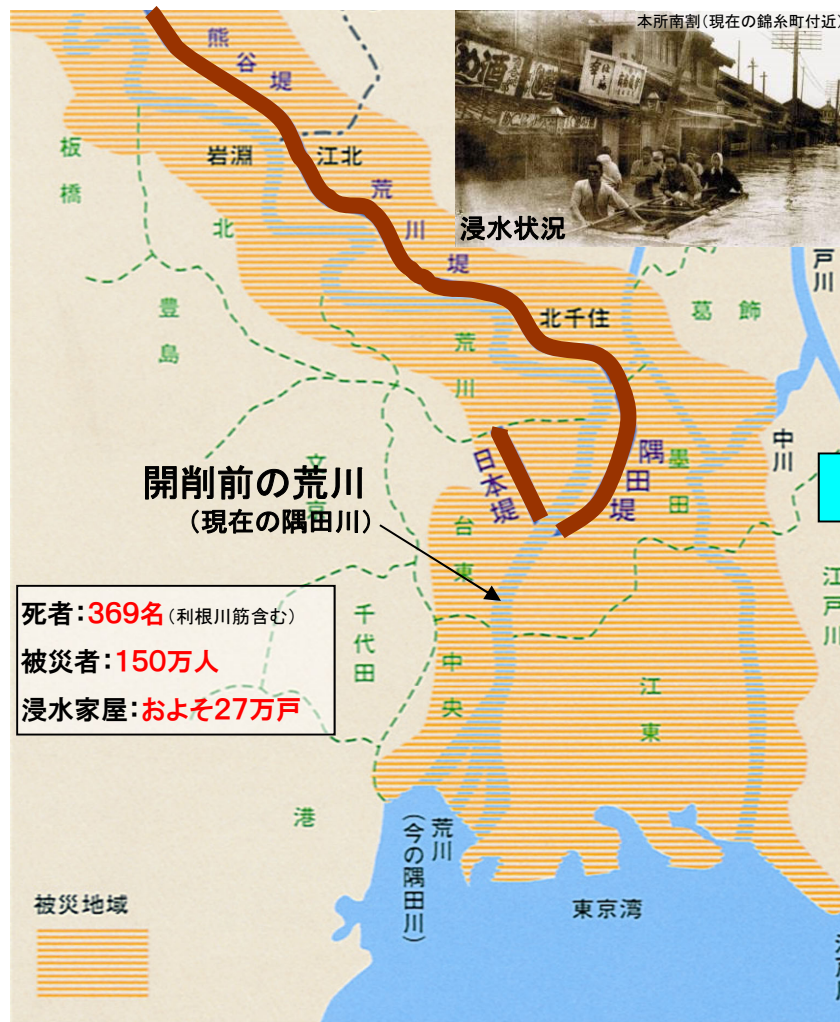 本所南割(現在の錦糸町付近)
浸水状況
熊谷堤
板橋
岩淵
江北
荒川堤
北
戸川
豊島
北千住
葛飾
荒川
中川
日本堤
隅田堤
墨田
文京
開削前の荒川
(現在の隅田川)
台東
江戸川
死者：369名(利根川筋含む)
被災者：150万人
浸水家屋：およそ27万戸
千代田
中央
江東
港
荒川
(今の隅田川)
東京湾
被災地域